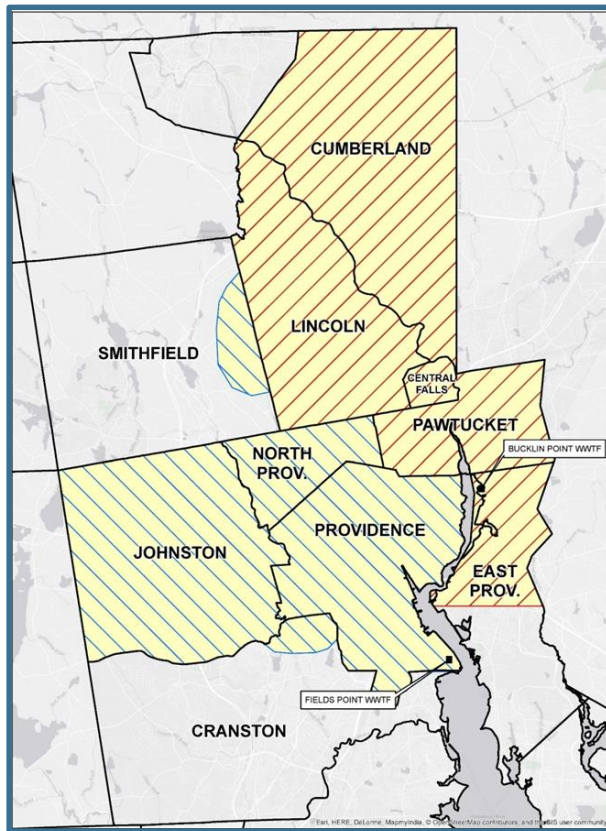 CUMBERLAND
LINCOLN
SMITHFIELD
CENTRAL
FALLS
PAWTUCKET
BUCKLIN POINT WWTF
NORTH
PROV.
PROVIDENCE
JOHNSTON
EAST
PROV.
FIELDS POINT WWTF
CRANSTON
Esri, HERE, DeLorme, MapmyIndia, © OpenStreetMap contributors, and the GIS user community